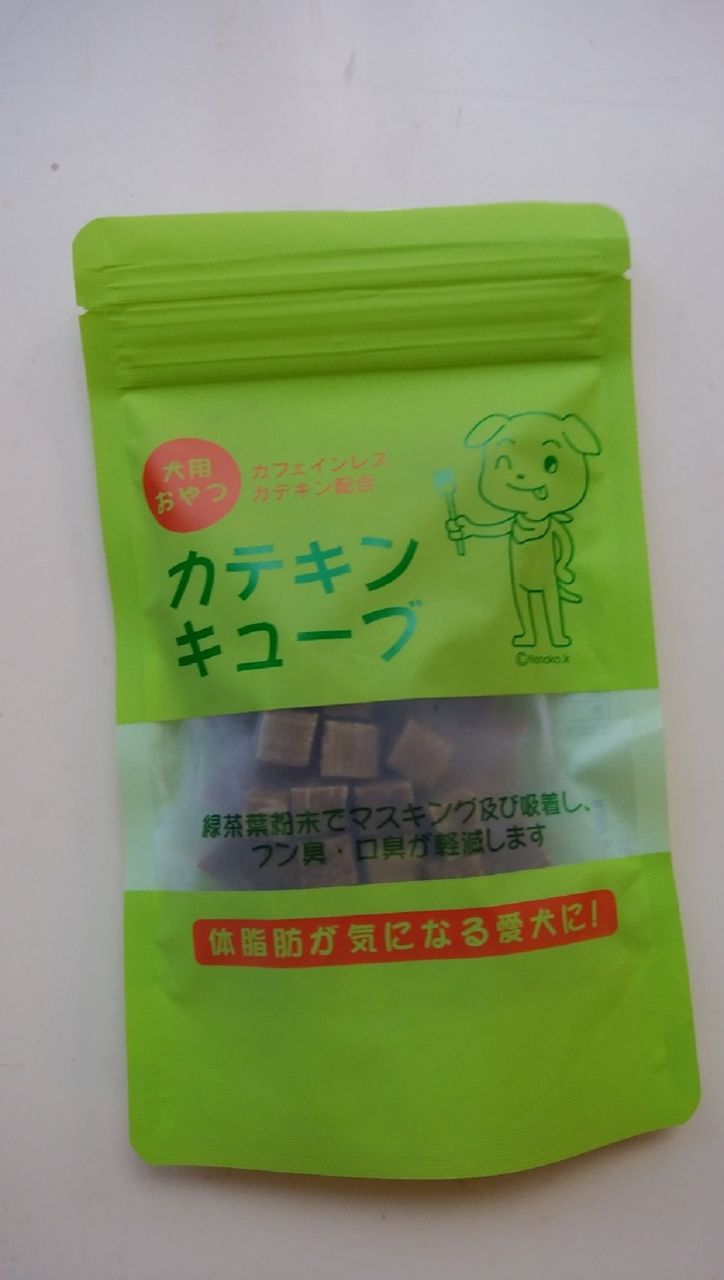 犬用
おやつ
カフェインレス
カテキン配合
カテキン
キューブ
緑茶葉粉末でマスキング及び吸着し、
フン臭・口臭が軽減します
体脂肪が気になる愛犬に!